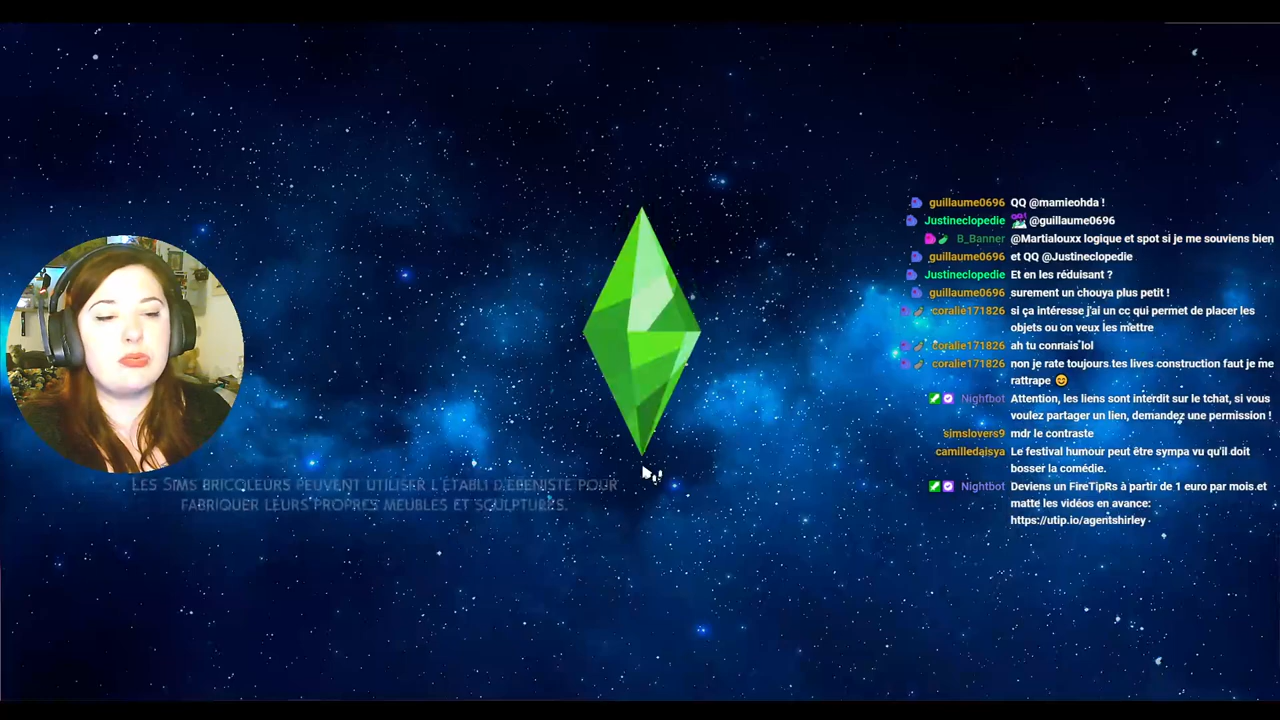 guillaume0696 QQ @mamieohda !
Justineclopedie @guillaume0696
B_Banner @Martialouxx logique et spot si je me souviens bien
guillaume0696 et QQ @Justineclopedie
Justineclopedie Et en les réduisant ?
guillaume0696 surement un chouya plus petit !
coralie171826 si ça intéresse j'ai un cc qui permet de placer les
objets ou on veux les mettre
coralie171826 ah tu connais lol
coralie171826 non je rate toujours tes lives construction faut je me
rattrape
Nightbot Attention, les liens sont interdit sur le tchat, si vous
voulez partager un lien, demandez une permission !
simslovers9 mdr le contraste
camilledaisya Le festival humour peut être sympa vu qu'il doit
bosser la comédie.
Nightbot Deviens un FireTipRs à partir de 1 euro par mois et
matte les vidéos en avance:
https://utip.io/agentshirley
Les Sims bricoleurs peuvent utiliser l'établi d'ébéniste pour
fabriquer leurs propres meubles et sculptures.